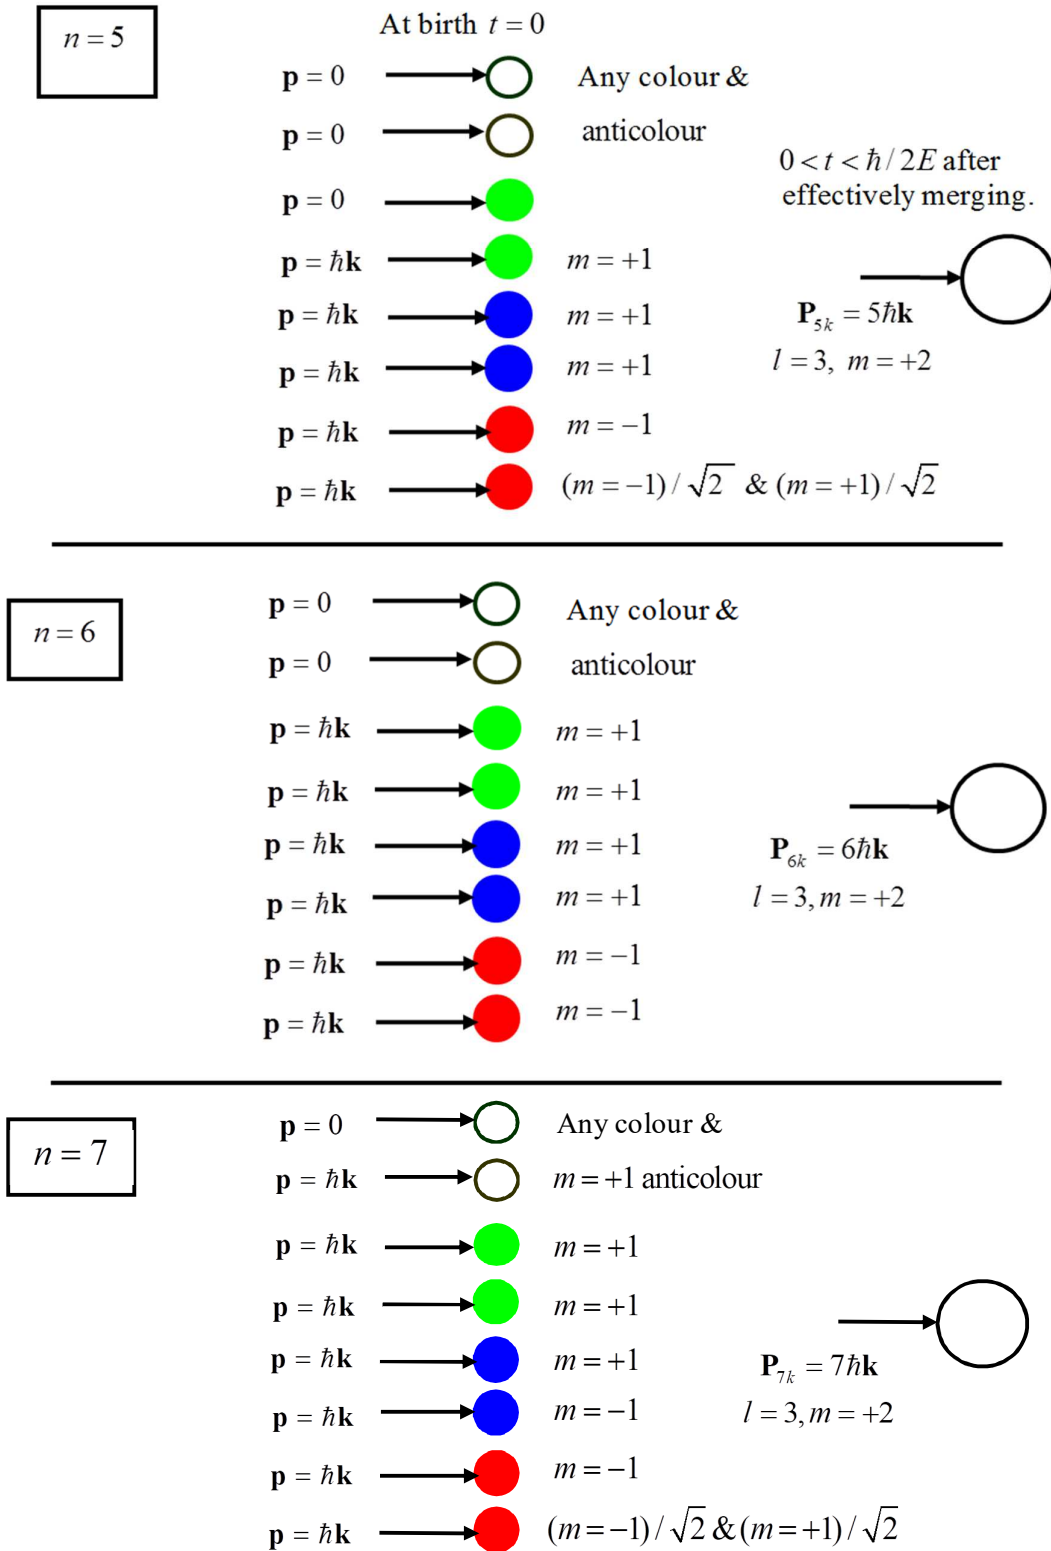 n = 5
At birth t = 0
p = 0 Any colour &
p = 0 anticolour
0 < t < ħ / 2E after
effectively merging.
p = 0
p = ħk m = +1
p = ħk m = +1
P5k = 5ħk
p = ħk m = +1
l = 3, m = +2
p = ħk m = −1
p = ħk (m = −1) / √2 & (m = +1) / √2
n = 6
p = 0 Any colour &
p = 0 anticolour
p = ħk m = +1
p = ħk m = +1
p = ħk m = +1
P6k = 6ħk
p = ħk m = +1
l = 3, m = +2
p = ħk m = −1
p = ħk m = −1
n = 7
p = 0 Any colour &
p = ħk m = +1 anticolour
p = ħk m = +1
p = ħk m = +1
p = ħk m = +1
P7k = 7ħk
p = ħk m = −1
l = 3, m = +2
p = ħk m = −1
p = ħk (m = −1) / √2 & (m = +1) / √2